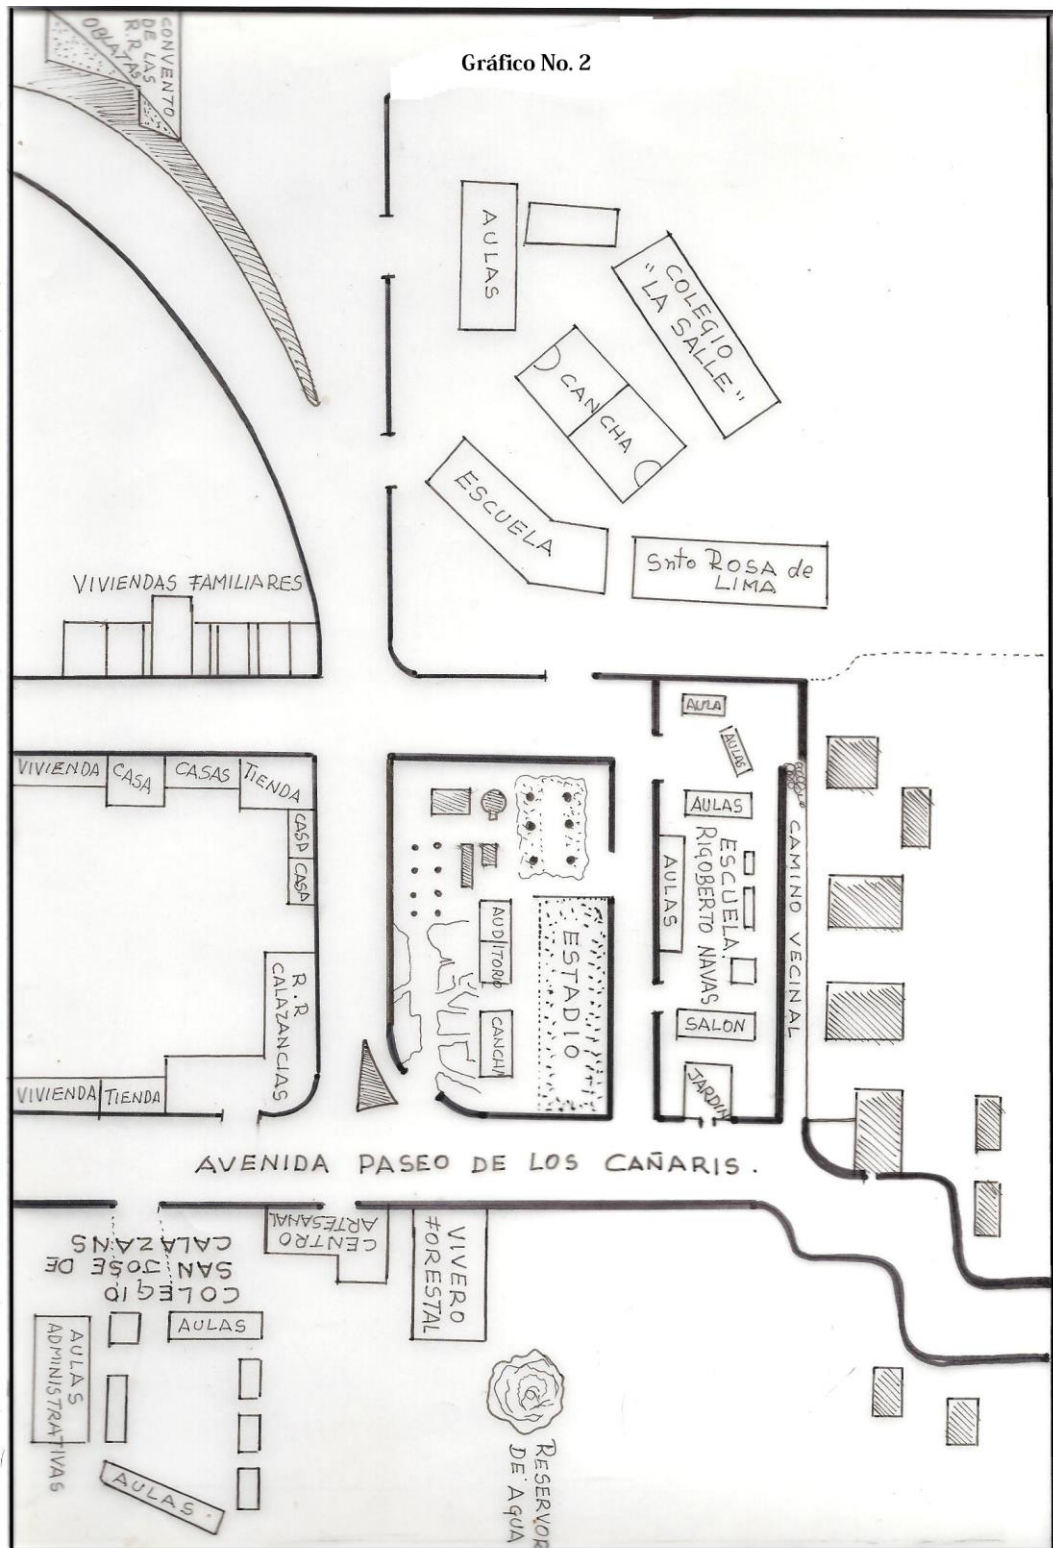 Gráfico No. 2
CONVENTO
DE LAS
R.R
OBLATAS
AULAS
COLEGIO
"LA SALLE"
CANCHA
ESCUELA
Snto ROSA de
LIMA
VIVIENDAS FAMILIARES
AULA
AULAS
VIVIENDA
CASA
CASAS
TIENDA
CASA
CASA
AULAS
ESCUELA
RIGOBERTO NAVAS
AULAS
CAMINO VECINAL
AUDITORIO
ESTADIO
CANCHA
SALON
R.R
CALAZANCIAS
VIVIENDA
TIENDA
JARDIN
AVENIDA PASEO DE LOS CAÑARIS.
CENTRO
ARTESANAL
VIVERO
FORESTAL
COLEGIO
SAN JOSE DE
CALAZANS
AULAS
AULAS
ADMINISTRATIVAS
AULAS.
RESERVOR
DE AGUA